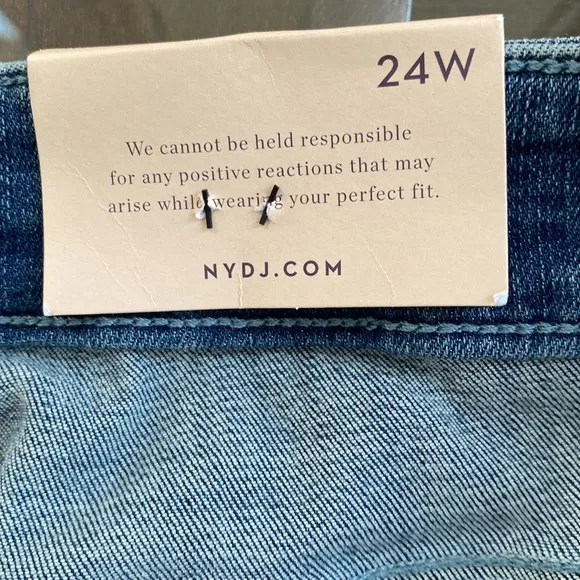 24W
We cannot be held responsible
for any positive reactions that may
arise while wearing your perfect fit.
NYDJ.COM